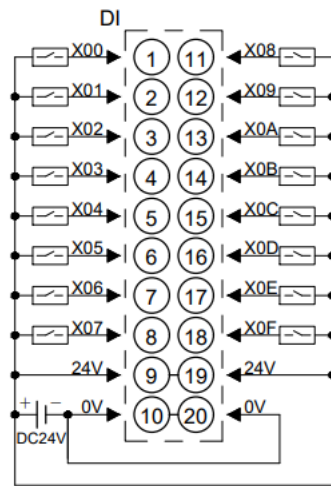 DI
X00 1 11 X08
X01 2 12 X09
X02 3 13 X0A
X03 4 14 X0B
X04 5 15 X0C
X05 6 16 X0D
X06 7 17 X0E
X07 8 18 X0F
24V 9 19 24V
+ − 0V 10 20 0V
DC24V